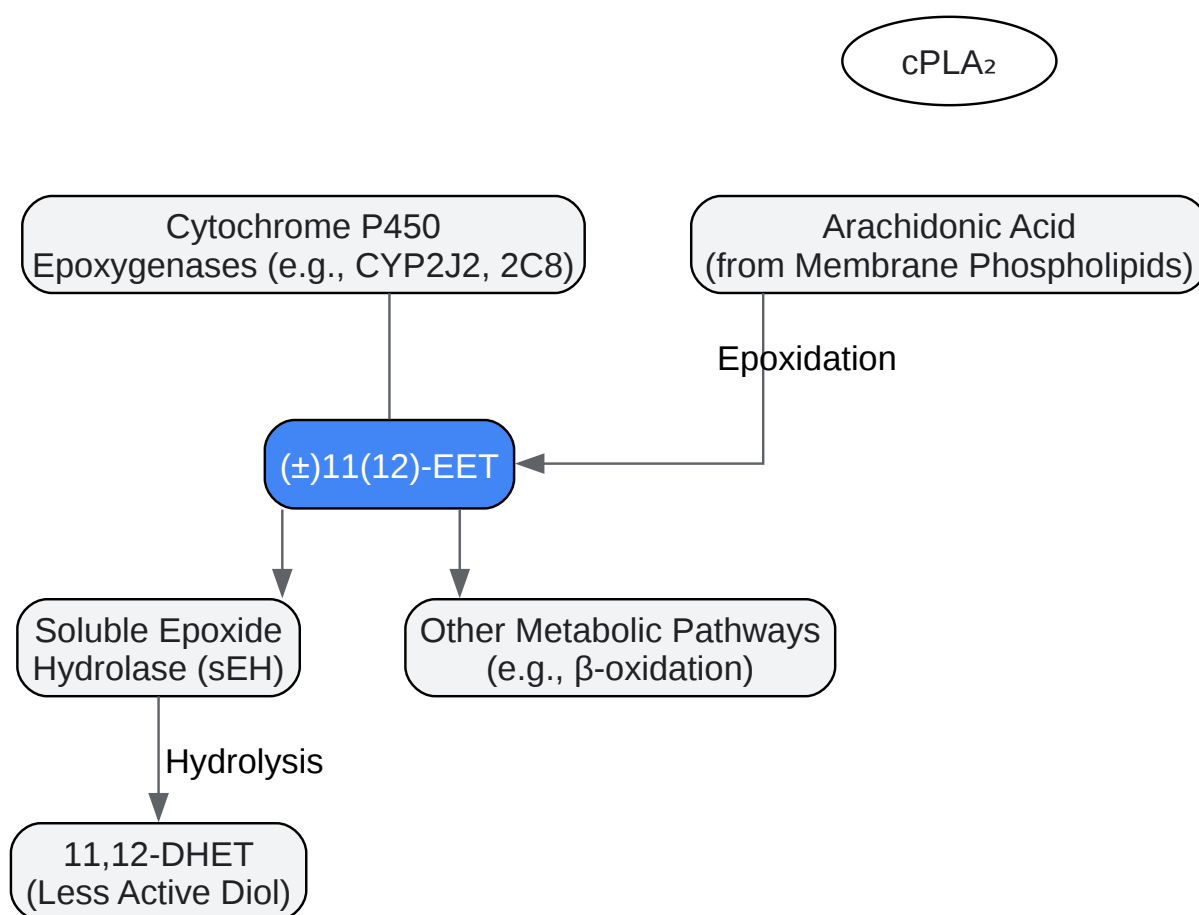 cPLA₂
Cytochrome P450
Epoxygenases (e.g., CYP2J2, 2C8)
Arachidonic Acid
(from Membrane Phospholipids)
Epoxidation
(±)11(12)-EET
Soluble Epoxide
Hydrolase (sEH)
Other Metabolic Pathways
(e.g., β-oxidation)
Hydrolysis
11,12-DHET
(Less Active Diol)